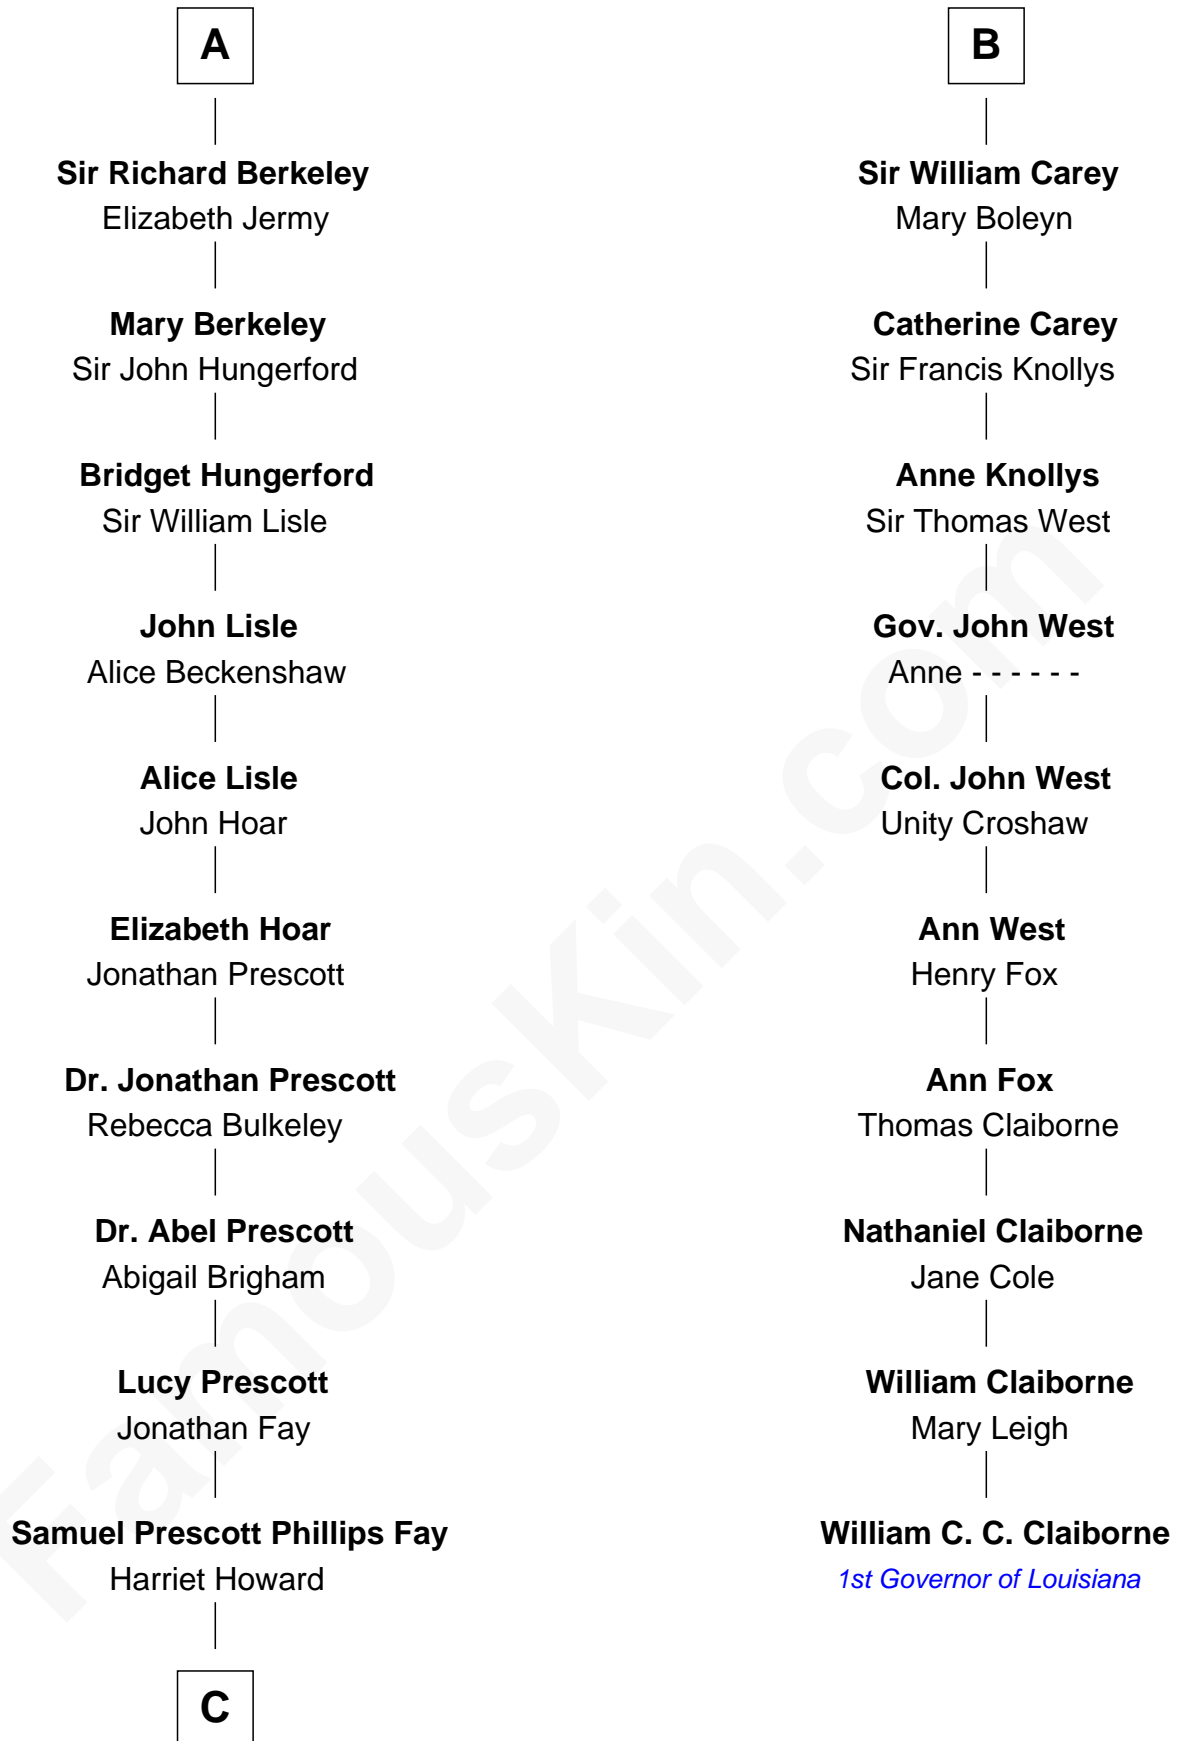 A
Sir Richard Berkeley
Elizabeth Jermy
Mary Berkeley
Sir John Hungerford
Bridget Hungerford
Sir William Lisle
John Lisle
Alice Beckenshaw
Alice Lisle
John Hoar
Elizabeth Hoar
Jonathan Prescott
Dr. Jonathan Prescott
Rebecca Bulkeley
Dr. Abel Prescott
Abigail Brigham
Lucy Prescott
Jonathan Fay
Samuel Prescott Phillips Fay
Harriet Howard
C
B
Sir William Carey
Mary Boleyn
Catherine Carey
Sir Francis Knollys
Anne Knollys
Sir Thomas West
Gov. John West
Anne - - - - - -
Col. John West
Unity Croshaw
Ann West
Henry Fox
Ann Fox
Thomas Claiborne
Nathaniel Claiborne
Jane Cole
William Claiborne
Mary Leigh
William C. C. Claiborne
1st Governor of Louisiana
FamousKin.com